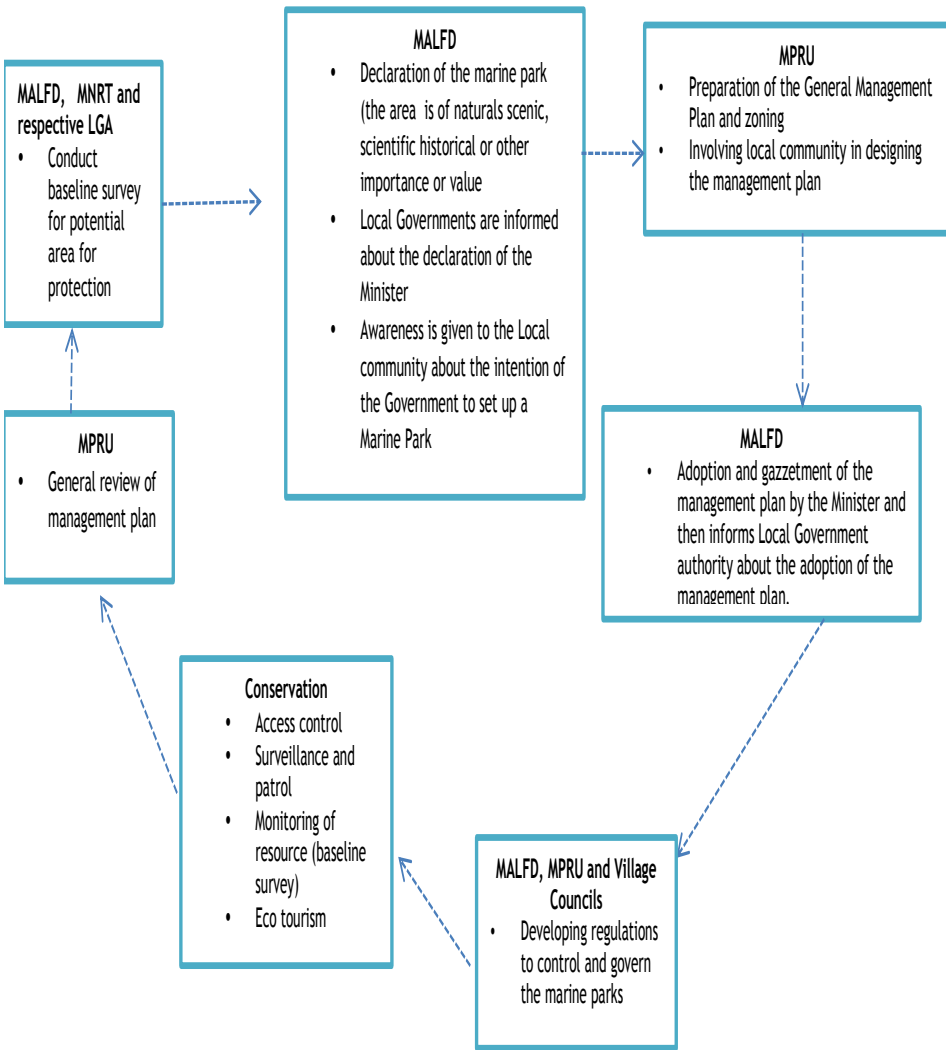 MALFD, MNRT and
respective LGA
• Conduct
baseline survey
for potential
area for
protection
MALFD
• Declaration of the marine park
(the area is of naturals scenic,
scientific historical or other
importance or value
• Local Governments are informed
about the declaration of the
Minister
• Awareness is given to the Local
community about the intention of
the Government to set up a
Marine Park
MPRU
• Preparation of the General Management
Plan and zoning
• Involving local community in designing
the management plan
MALFD
• Adoption and gazzetment of the
management plan by the Minister and
then informs Local Government
authority about the adoption of the
management plan.
MALFD, MPRU and Village
Councils
• Developing regulations
to control and govern
the marine parks
Conservation
• Access control
• Surveillance and
patrol
• Monitoring of
resource (baseline
survey)
• Eco tourism
MPRU
• General review of
management plan